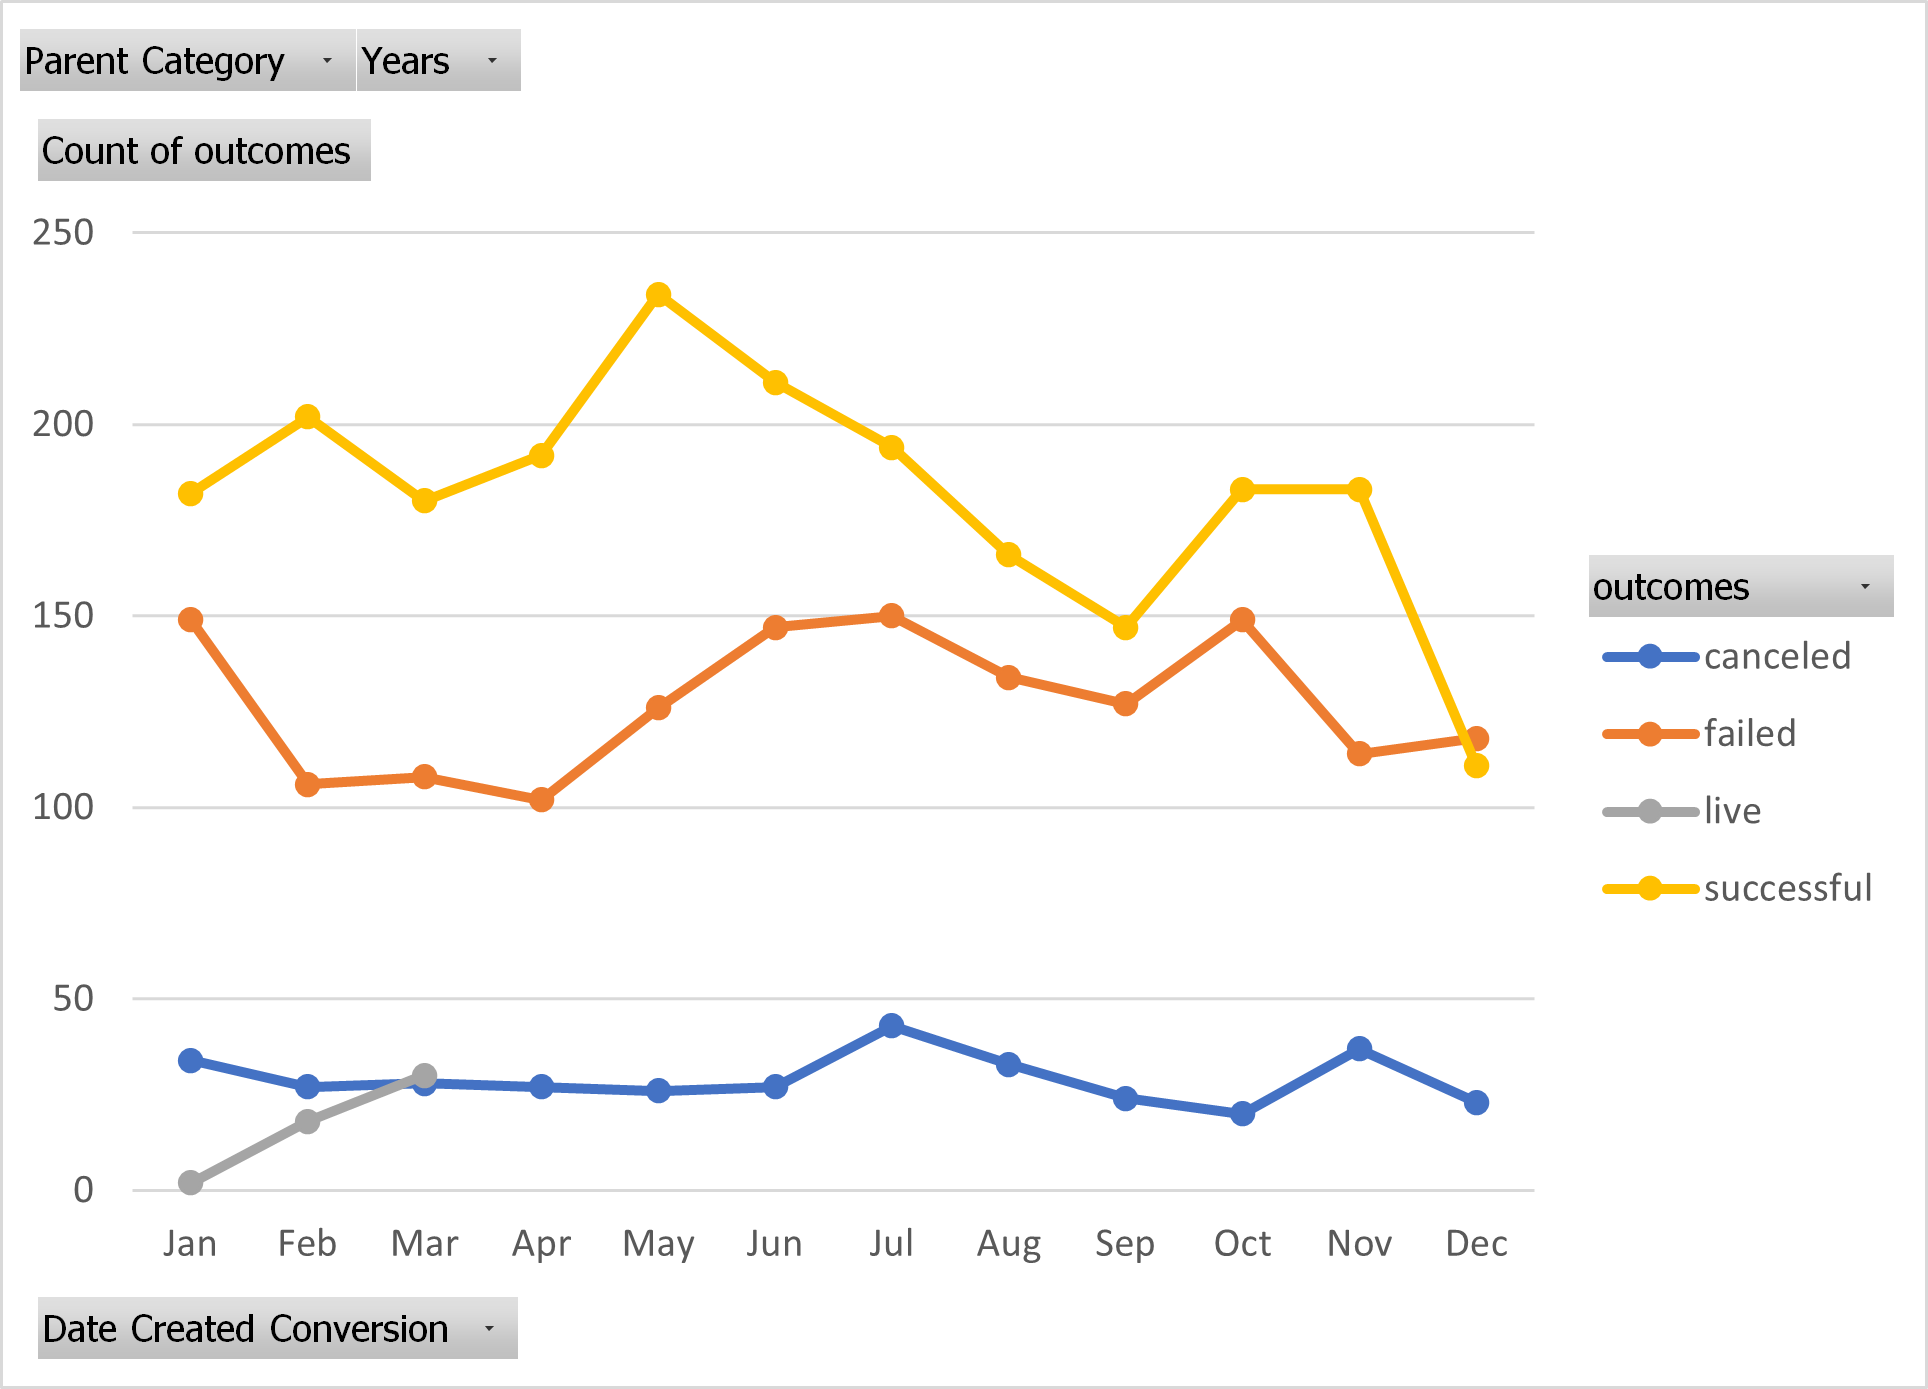 Parent Category Years
Count of outcomes
250
200
150
100
50
0
Jan Feb Mar Apr May Jun Jul Aug Sep Oct Nov Dec
outcomes
canceled
failed
live
successful
Date Created Conversion